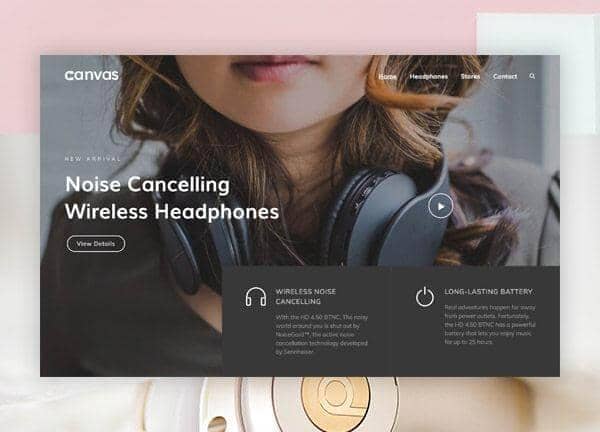 canvas
Home Headphones Stores Contact
NEW ARRIVAL
Noise Cancelling
Wireless Headphones
View Details
WIRELESS NOISE
CANCELLING
With the HD 4.50 BTNC, The noisy
world around you is shut out by
NoiseGard™, the active noise
cancellation technology developed
by Sennheiser.
LONG-LASTING BATTERY
Real adventures happen far away
from power outlets. Fortunately,
the HD 4.50 BTNC has a powerful
battery that lets you enjoy music
for up to 25 hours.